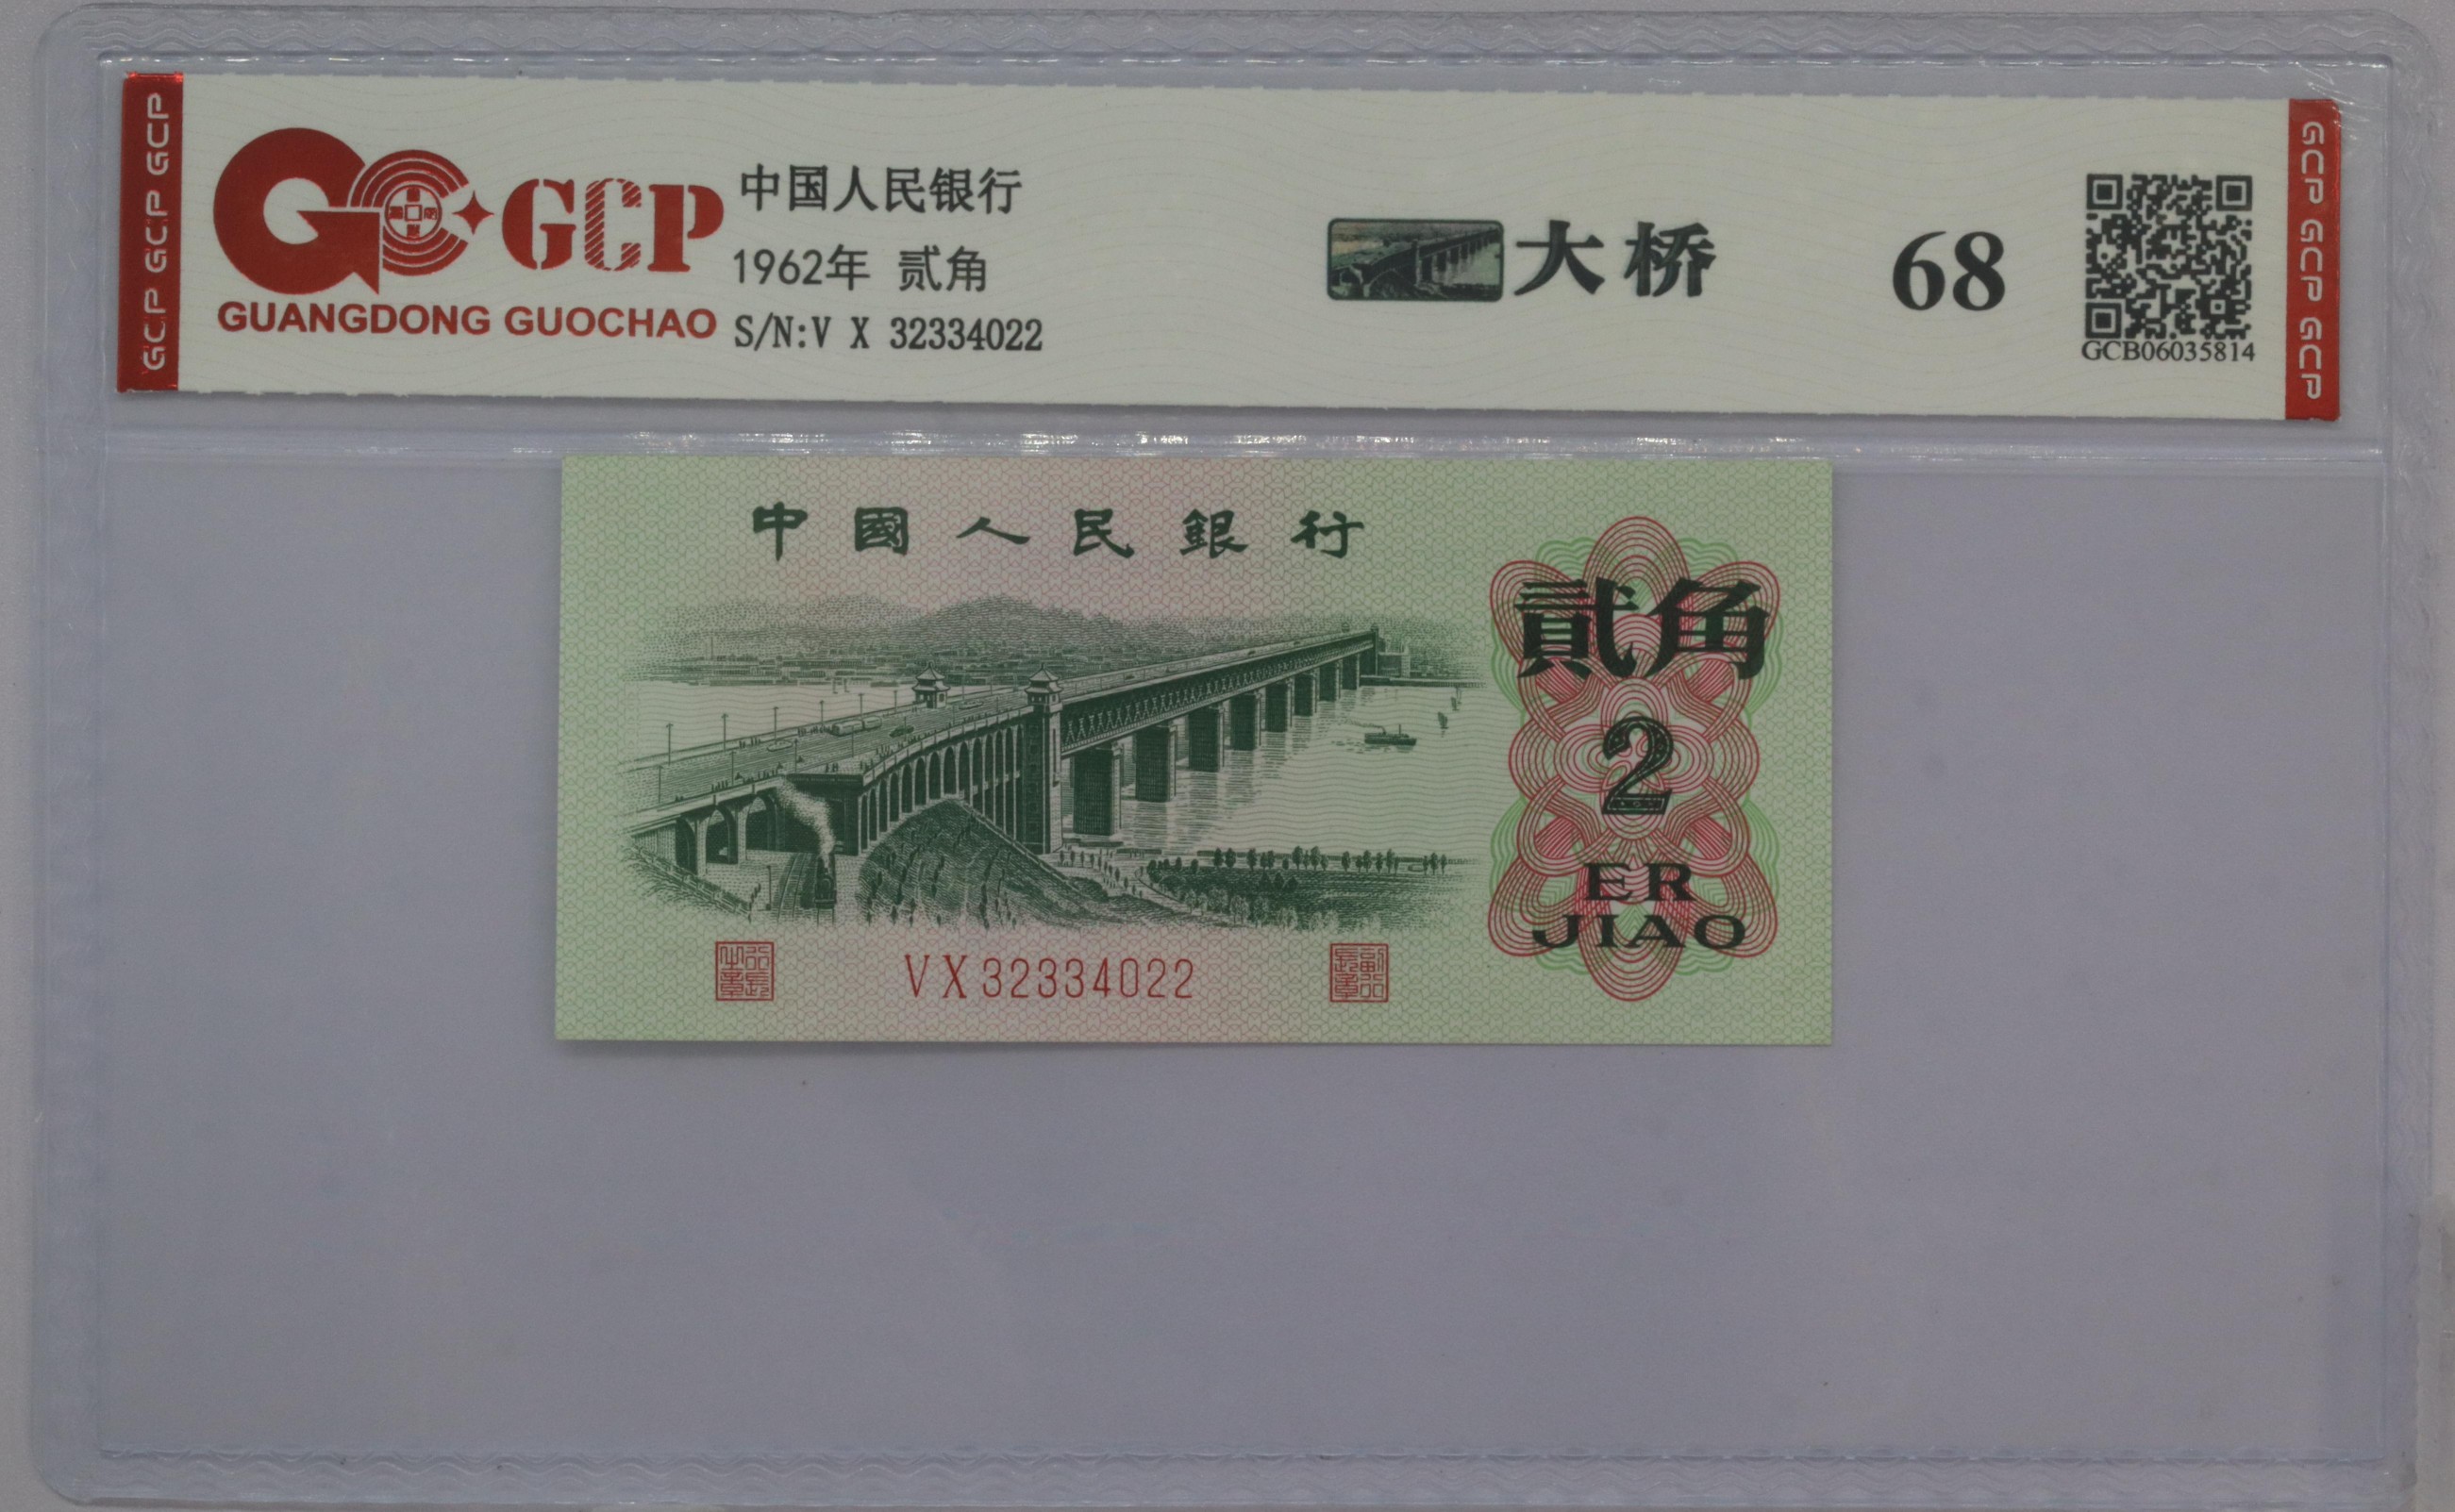 GCP GCP GCP
GCP
GUANGDONG GUOCHAO
中国人民银行
1962年 贰角
S/N:V X 32334022
大桥
68
GCB06035814
GCP GCP GCP
中國人民銀行
貳角
2
ER
JIAO
VX32334022